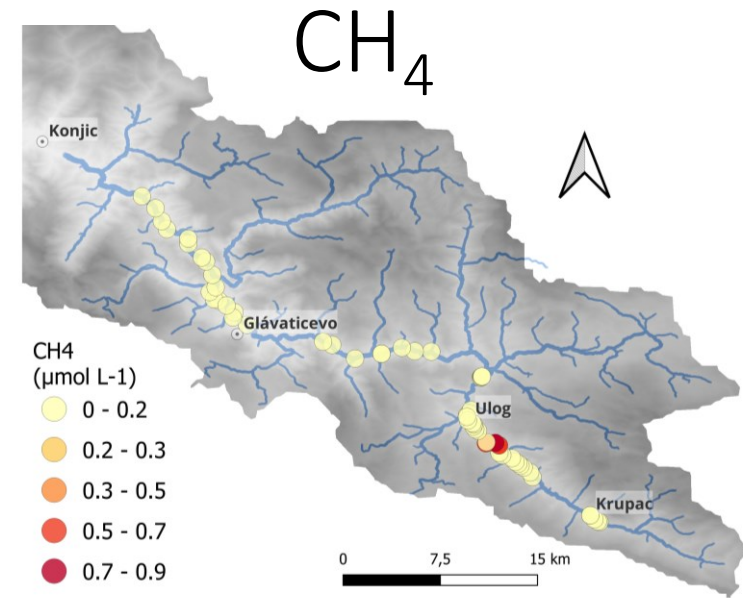 CH4
Konjic
Glávaticevo
CH4
(µmol L-1)
0 - 0.2
0.2 - 0.3
0.3 - 0.5
0.5 - 0.7
0.7 - 0.9
Ulog
Krupac
0 7,5 15 km